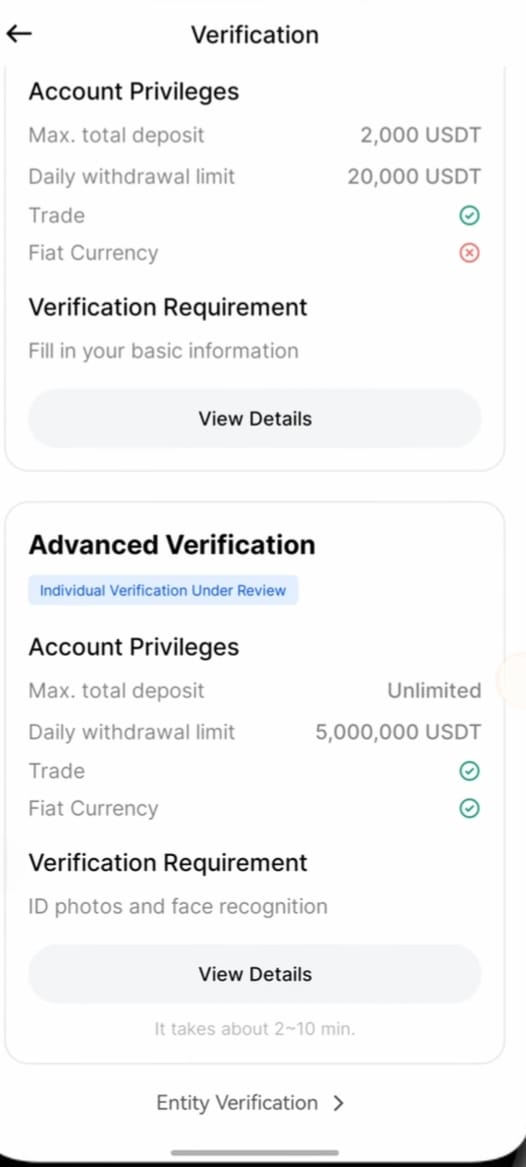 Verification
Account Privileges
Max. total deposit 2,000 USDT
Daily withdrawal limit 20,000 USDT
Trade
Fiat Currency
Verification Requirement
Fill in your basic information
View Details
Advanced Verification
Individual Verification Under Review
Account Privileges
Max. total deposit Unlimited
Daily withdrawal limit 5,000,000 USDT
Trade
Fiat Currency
Verification Requirement
ID photos and face recognition
View Details
It takes about 2~10 min.
Entity Verification